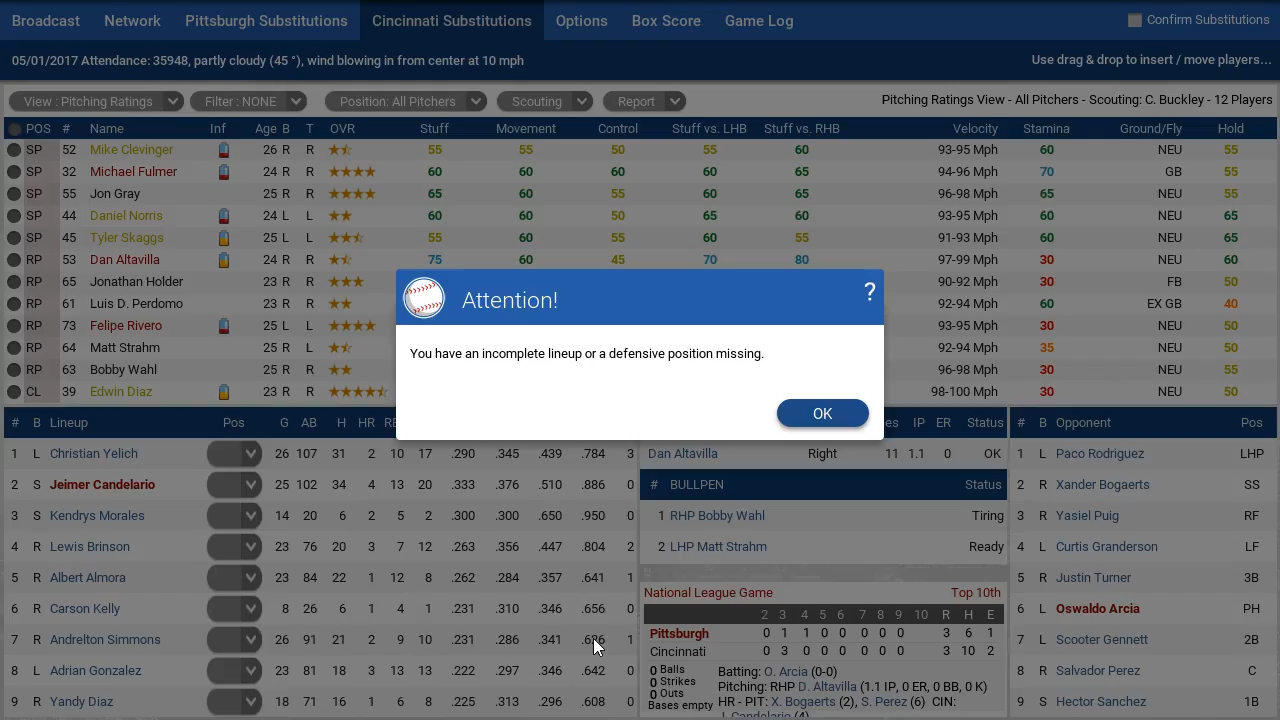 Broadcast Network Pittsburgh Substitutions Cincinnati Substitutions Options Box Score Game Log Confirm Substitutions
05/01/2017 Attendance: 35948, partly cloudy (45 °), wind blowing in from center at 10 mph Use drag & drop to insert / move players...
View : Pitching Ratings Filter : NONE Position: All Pitchers Scouting Report Pitching Ratings View - All Pitchers - Scouting: C. Buckley - 12 Players
POS # Name Inf Age B T OVR Stuff Movement Control Stuff vs. LHB Stuff vs. RHB Velocity Stamina Ground/Fly Hold
SP 52 Mike Clevinger 26 R R 55 55 50 55 60 93-95 Mph 60 NEU 55
SP 32 Michael Fulmer 24 R R 60 60 60 60 65 94-96 Mph 70 GB 55
SP 55 Jon Gray 25 R R 65 60 55 60 65 96-98 Mph 65 NEU 55
SP 44 Daniel Norris 24 L L 60 60 50 65 60 93-95 Mph 60 NEU 65
SP 45 Tyler Skaggs 25 L L 55 60 55 60 55 91-93 Mph 60 NEU 65
RP 53 Dan Altavilla 24 R R 75 60 45 70 80 97-99 Mph 30 NEU 60
RP 65 Jonathan Holder 23 R R 90-92 Mph 30 FB 50
RP 61 Luis D. Perdomo 23 R R 92-94 Mph 60 EX GB 40
RP 73 Felipe Rivero 25 L L 93-95 Mph 30 NEU 50
RP 64 Matt Strahm 25 R L 92-94 Mph 35 NEU 50
RP 63 Bobby Wahl 25 R R 96-98 Mph 30 NEU 55
CL 39 Edwin Diaz 23 R R 98-100 Mph 30 NEU 50
Attention! ?
You have an incomplete lineup or a defensive position missing.
OK
# B Lineup Pos G AB H HR es IP ER Status # B Opponent Pos
1 L Christian Yelich 26 107 31 2 10 17 .290 .345 .439 .784 3 Dan Altavilla Right 11 1.1 0 OK 1 L Paco Rodriguez LHP
2 S Jeimer Candelario 25 102 34 4 13 20 .333 .376 .510 .886 0 # BULLPEN Status 2 R Xander Bogaerts SS
3 S Kendrys Morales 14 20 6 2 5 2 .300 .300 .650 .950 0 1 RHP Bobby Wahl Tiring 3 R Yasiel Puig RF
4 R Lewis Brinson 23 76 20 3 7 12 .263 .356 .447 .804 2 2 LHP Matt Strahm Ready 4 L Curtis Granderson LF
5 R Albert Almora 23 84 22 1 12 8 .262 .284 .357 .641 1 5 R Justin Turner 3B
National League Game Top 10th
6 R Carson Kelly 9 26 6 1 4 1 .231 .310 .346 .656 0 6 L Oswaldo Arcia PH
2 3 4 5 6 7 8 9 10 R H E
7 R Andrelton Simmons 26 91 21 2 9 10 .231 .286 .341 1 7 L Scooter Gennett 2B
Pittsburgh 0 1 1 0 0 0 0 0 3 6 1
Cincinnati 0 3 0 0 0 0 0 0 3 10 2
8 L Adrian Gonzalez 23 81 18 3 13 13 .222 .297 .346 .642 0 8 R Salvador Perez C
0 Balls Batting: O. Arcia (0-0)
0 Strikes Pitching: RHP D. Altavilla (1.1 IP, 0 ER, 0 BB, 0 K)
0 Outs HR - PIT: X. Bogaerts (2), S. Perez (6) CIN:
9 R Yandy Diaz 18 71 16 1 6 8 .225 .313 .296 .608 0 9 R Hector Sanchez 1B
Bases empty J. Candelario (4)